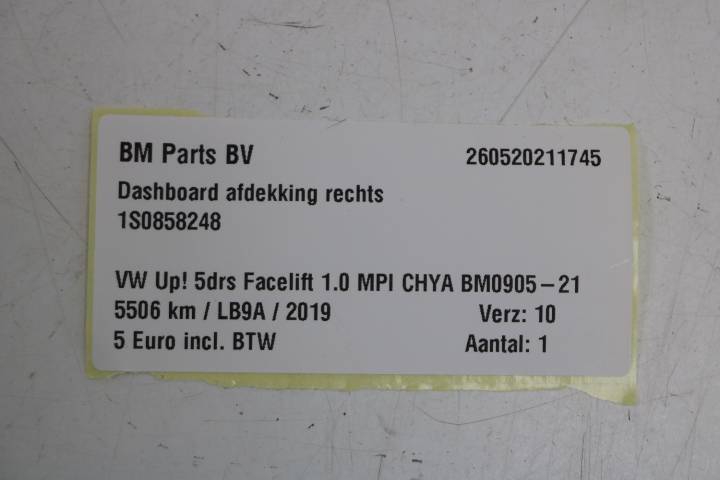 BM Parts BV 260520211745
Dashboard afdekking rechts
1S0858248
VW Up! 5drs Facelift 1.0 MPI CHYA BM0905-21
5506 km / LB9A / 2019 Verz: 10
5 Euro incl. BTW Aantal: 1